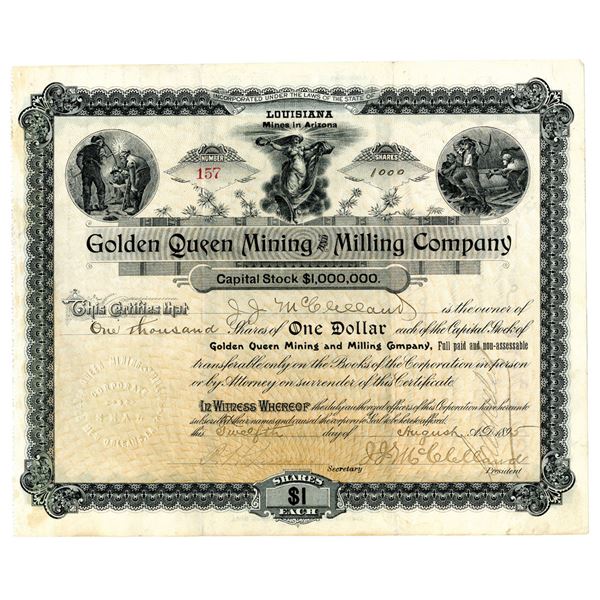 INCORPORATED UNDER THE LAWS OF THE STATE OF
LOUISIANA
Mines in Arizona
NUMBER
157
SHARES
1000
Golden Queen Mining and Milling Company
Capital Stock $1,000,000.
This Certifies that J. J. McClelland is the owner of
One thousand Shares of One Dollar each of the Capital Stock of
Golden Queen Mining and Milling Company, Full paid and non-assessable
transferable only on the Books of the Corporation in person
or by Attorney on surrender of this Certificate.
In Witness Whereof the duly authorized officers of this Corporation have hereunto
subscribed their names and caused the corporate Seal to be hereto affixed
this Twelfth day of August A.D. 1895
J J McClelland
Secretary
President
QUEEN MINING
COMPANY
NEW ORLEANS
SHARES
$1
EACH